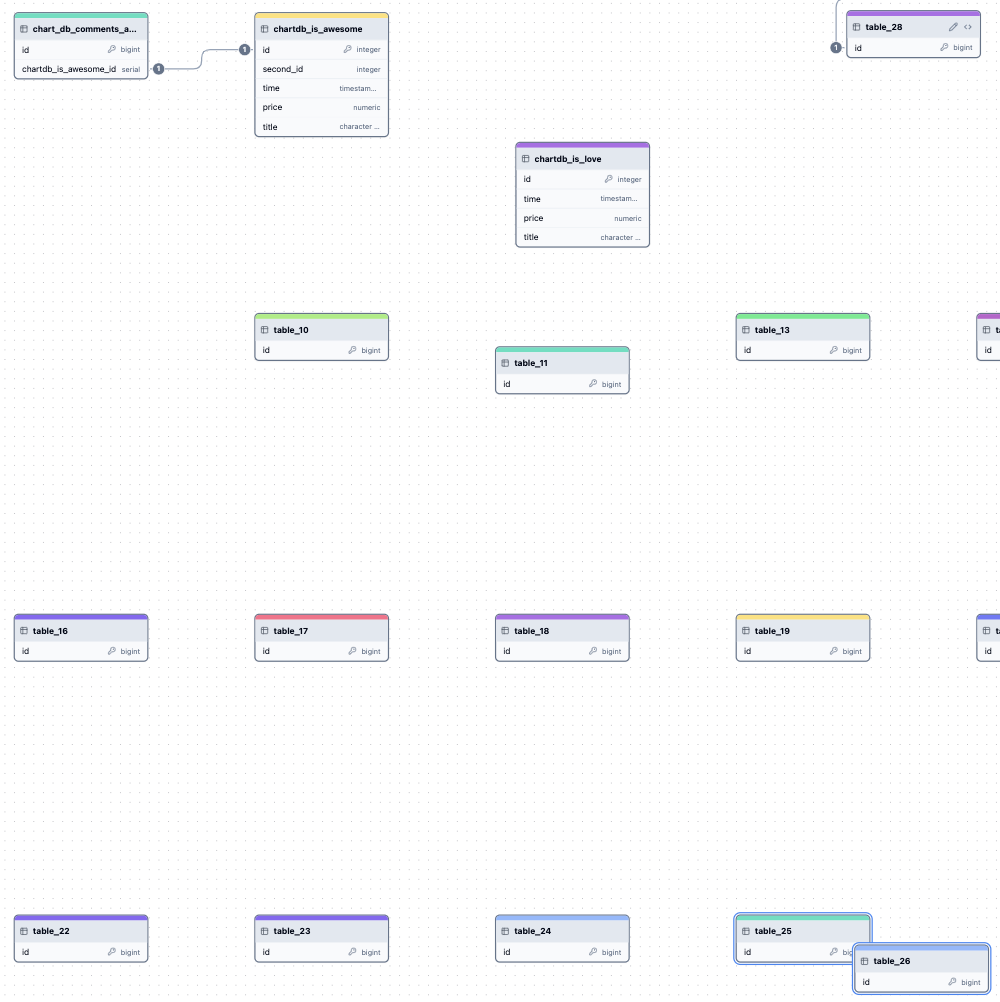 chart_db_comments_a...
id bigint
chartdb_is_awesome_id serial
1
1
chartdb_is_awesome
id integer
second_id integer
time timestam...
price numeric
title character ...
table_28
1
id bigint
chartdb_is_love
id integer
time timestam...
price numeric
title character ...
table_10
id bigint
table_11
id bigint
table_13
id bigint
id
table_16
id bigint
table_17
id bigint
table_18
id bigint
table_19
id bigint
id
table_22
id bigint
table_23
id bigint
table_24
id bigint
table_25
id
table_26
id bigint